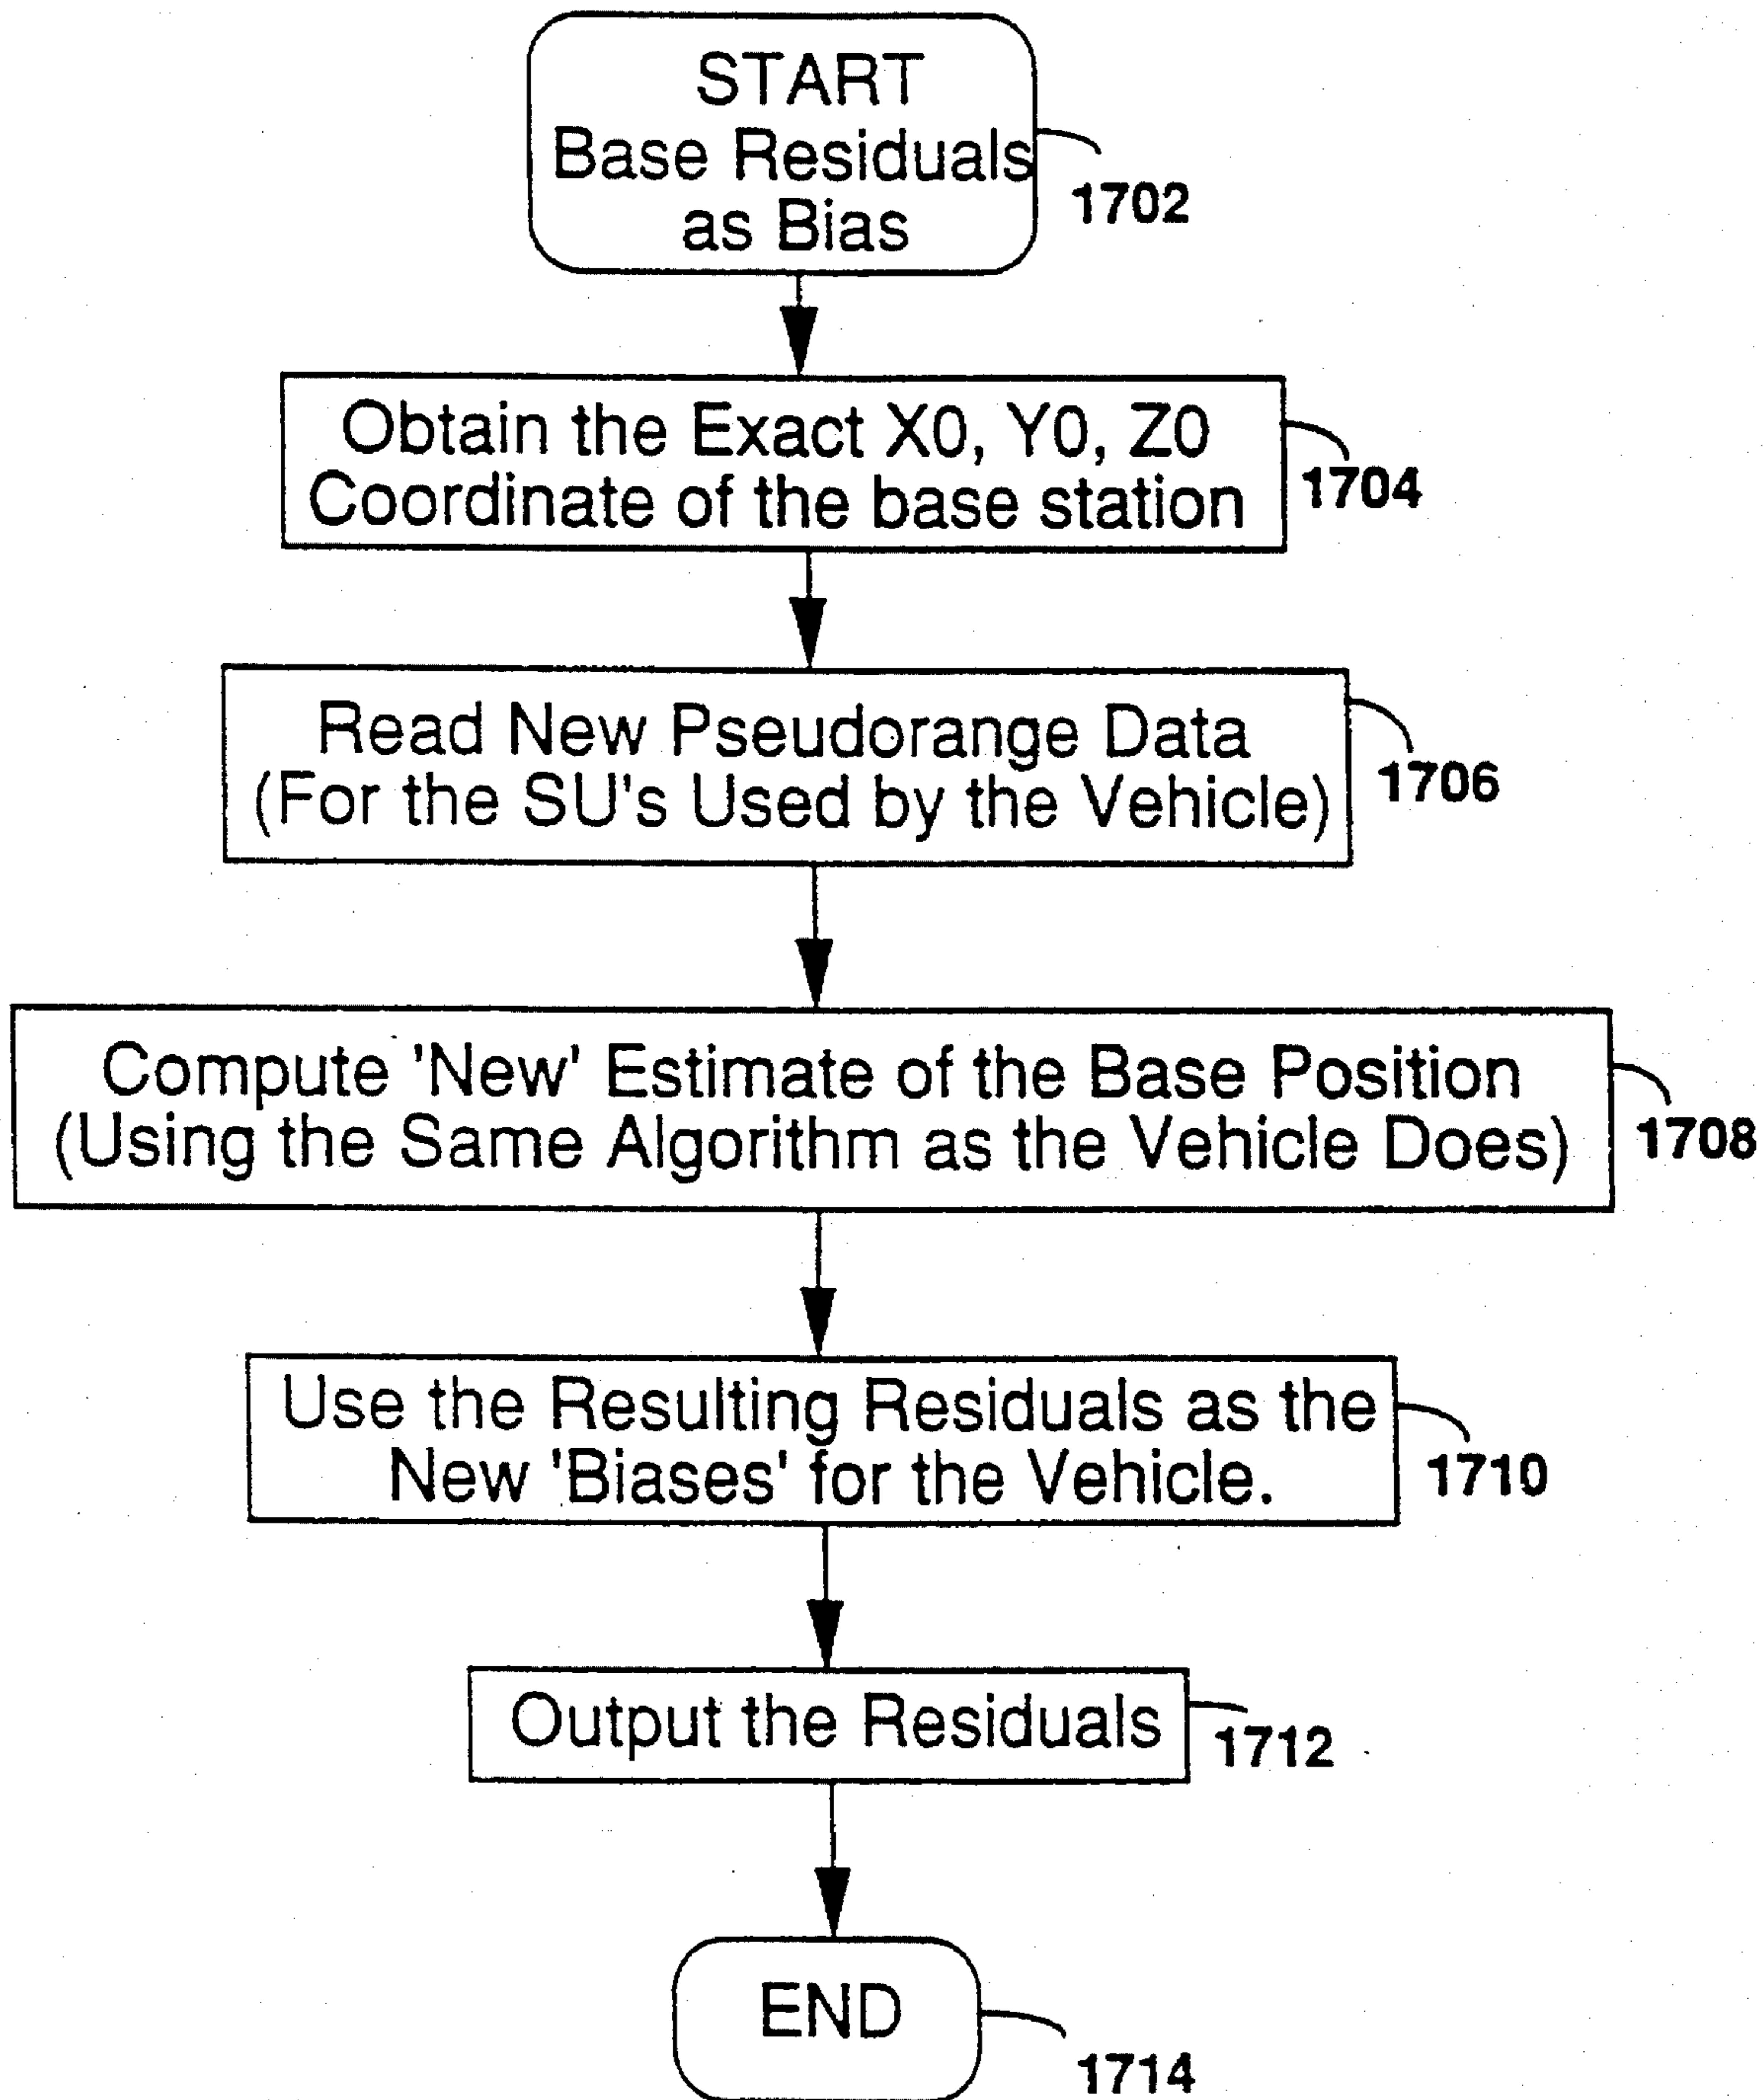 START
Base Residuals
as Bias
1702
Obtain the Exact X0, Y0, Z0
Coordinate of the base station
1704
Read New Pseudorange Data
(For the SU's Used by the Vehicle)
1706
Compute 'New' Estimate of the Base Position
(Using the Same Algorithm as the Vehicle Does)
1708
Use the Resulting Residuals as the
New 'Biases' for the Vehicle.
1710
Output the Residuals
1712
END
1714